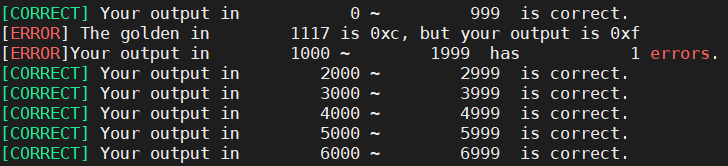 [CORRECT] Your output in 0 ~ 999 is correct.
[ERROR] The golden in 1117 is 0xc, but your output is 0xf
[ERROR]Your output in 1000 ~ 1999 has 1 errors.
[CORRECT] Your output in 2000 ~ 2999 is correct.
[CORRECT] Your output in 3000 ~ 3999 is correct.
[CORRECT] Your output in 4000 ~ 4999 is correct.
[CORRECT] Your output in 5000 ~ 5999 is correct.
[CORRECT] Your output in 6000 ~ 6999 is correct.